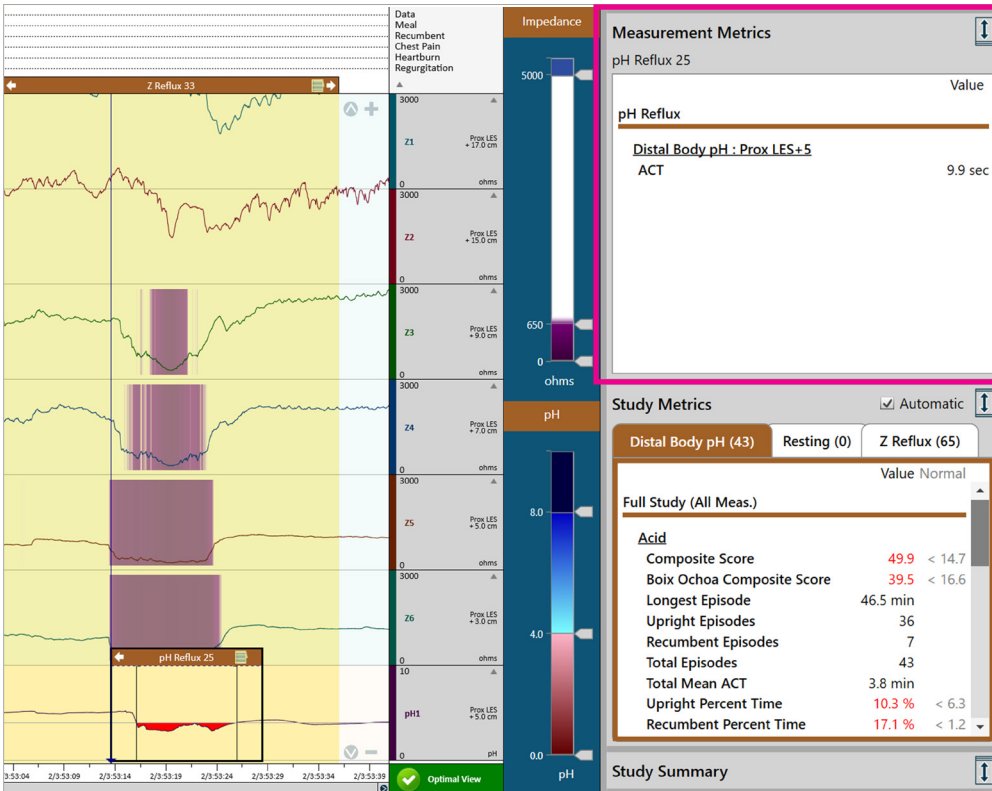 Data
Meal
Recumbent
Chest Pain
Heartburn
Regurgitation
Z Reflux 33
3000
Z1
Prox LES
+ 17.0 cm
0
ohms
3000
Z2
Prox LES
+ 15.0 cm
0
ohms
3000
Z3
Prox LES
+ 9.0 cm
0
ohms
3000
Z4
Prox LES
+ 7.0 cm
0
ohms
3000
Z5
Prox LES
+ 5.0 cm
0
ohms
3000
Z6
Prox LES
+ 3.0 cm
0
ohms
pH Reflux 25
10
pH1
Prox LES
+ 5.0 cm
0
pH
3:53:04 2/3:53:09 2/3:53:14 2/3:53:19 2/3:53:24 2/3:53:29 2/3:53:34 2/3:53:39
Optimal View
Impedance
5000
650
0
ohms
pH
8.0
4.0
0.0
pH
Measurement Metrics
pH Reflux 25
Value
pH Reflux
Distal Body pH : Prox LES+5
ACT 9.9 sec
Study Metrics Automatic
Distal Body pH (43) Resting (0) Z Reflux (65)
Value Normal
Full Study (All Meas.)
Acid
Composite Score 49.9 < 14.7
Boix Ochoa Composite Score 39.5 < 16.6
Longest Episode 46.5 min
Upright Episodes 36
Recumbent Episodes 7
Total Episodes 43
Total Mean ACT 3.8 min
Upright Percent Time 10.3 % < 6.3
Recumbent Percent Time 17.1 % < 1.2
Study Summary